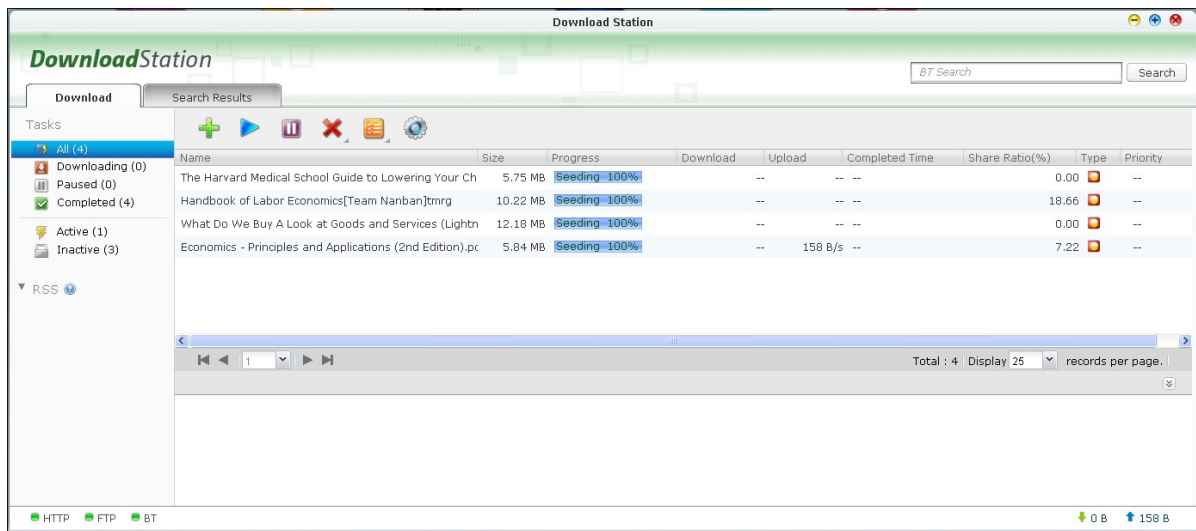 Download Station
DownloadStation
BT Search
Search
Download
Search Results
Tasks
All (4)
Downloading (0)
Paused (0)
Completed (4)
Active (1)
Inactive (3)
RSS
Name Size Progress Download Upload Completed Time Share Ratio(%) Type Priority
The Harvard Medical School Guide to Lowering Your Ch 5.75 MB Seeding 100% -- -- -- 0.00 --
Handbook of Labor Economics[Team Nanban]tmrg 10.22 MB Seeding 100% -- -- -- 18.66 --
What Do We Buy A Look at Goods and Services (Lightn 12.18 MB Seeding 100% -- -- -- 0.00 --
Economics - Principles and Applications (2nd Edition).pc 5.84 MB Seeding 100% -- 158 B/s -- 7.22 --
1
Total : 4 Display 25 records per page.
HTTP FTP BT
0 B 158 B